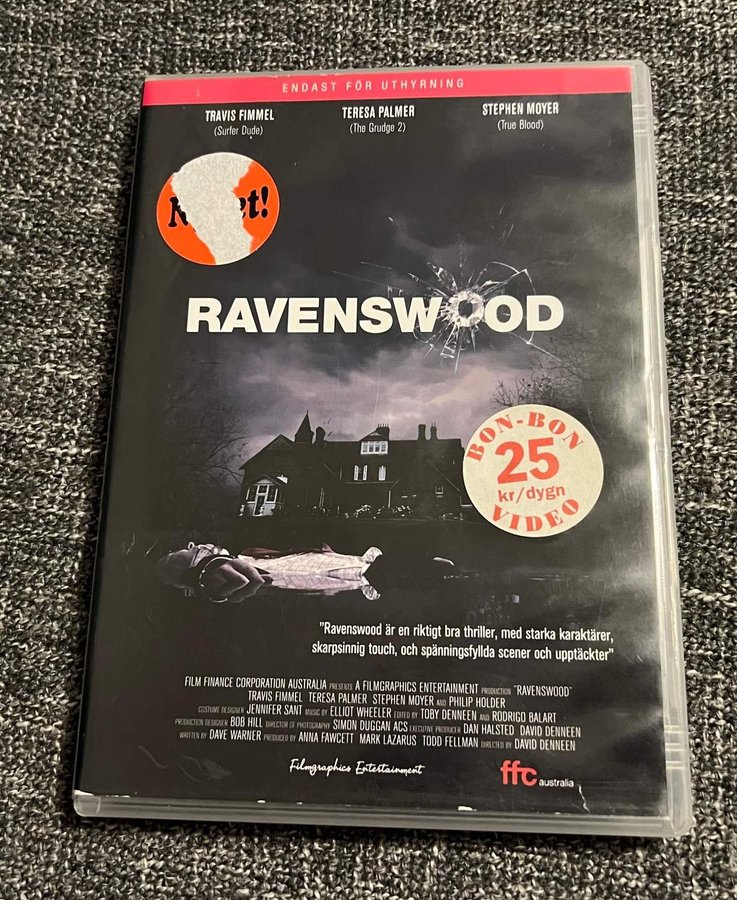 ENDAST FÖR UTHYRNING
TRAVIS FIMMEL
(Surfer Dude)
TERESA PALMER
(The Grudge 2)
STEPHEN MOYER
(True Blood)
RAVENSWOOD
BON-BON
25
kr/dygn
VIDEO
"Ravenswood är en riktigt bra thriller, med starka karaktärer,
skarpsinnig touch, och spänningsfyllda scener och upptäckter"
FILM FINANCE CORPORATION AUSTRALIA PRESENTS A FILMGRAPHICS ENTERTAINMENT PRODUCTION "RAVENSWOOD"
TRAVIS FIMMEL TERESA PALMER STEPHEN MOYER AND PHILIP HOLDER
COSTUME DESIGNER JENNIFER SANT MUSIC BY ELLIOT WHEELER EDITED BY TOBY DENNEEN AND RODRIGO BALART
PRODUCTION DESIGNER BOB HILL DIRECTOR OF PHOTOGRAPHY SIMON DUGGAN ACS EXECUTIVE PRODUCER DAN HALSTED DAVID DENNEEN
WRITTEN BY DAVE WARNER PRODUCED BY ANNA FAWCETT MARK LAZARUS TODD FELLMAN DIRECTED BY DAVID DENNEEN
Filmgraphics Entertainment
ffc australia